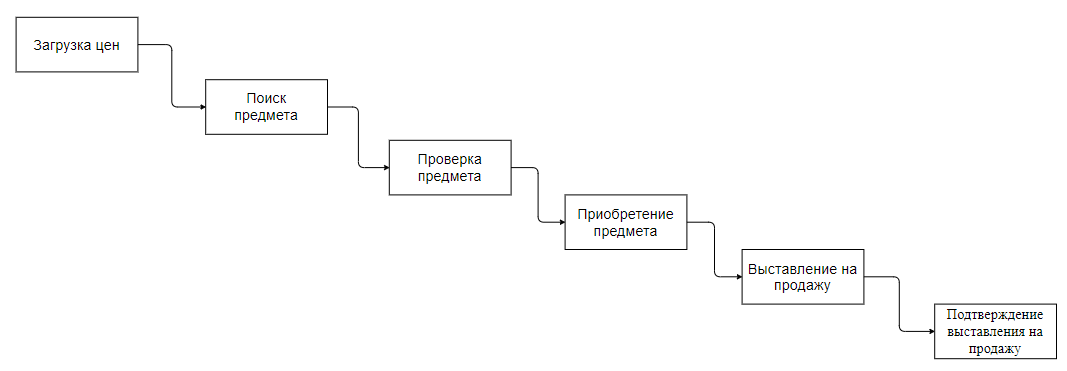 Загрузка цен
Поиск
предмета
Проверка
предмета
Приобретение
предмета
Выставление на
продажу
Подтверждение
выставления на
продажу